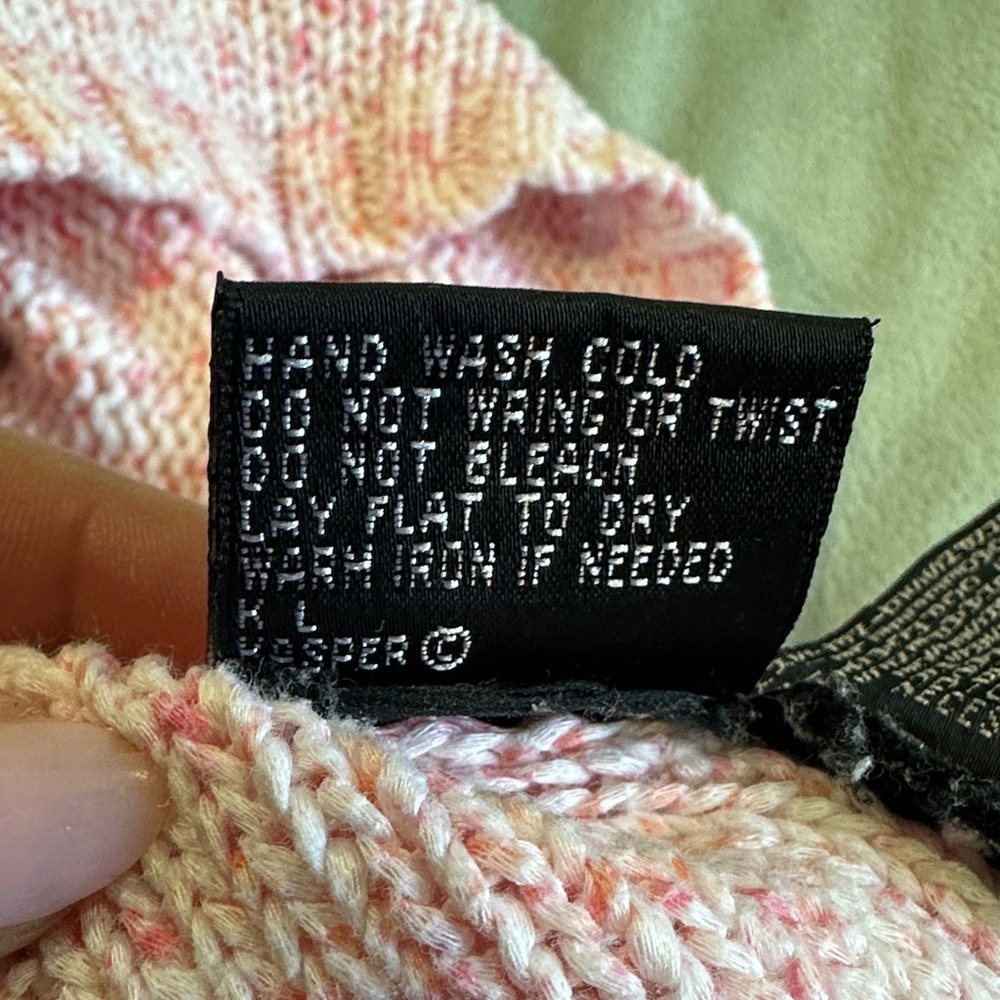 HAND WASH COLD
DO NOT WRING OR TWIST
DO NOT BLEACH
LAY FLAT TO DRY
WARM IRON IF NEEDED
K L
KASPER©